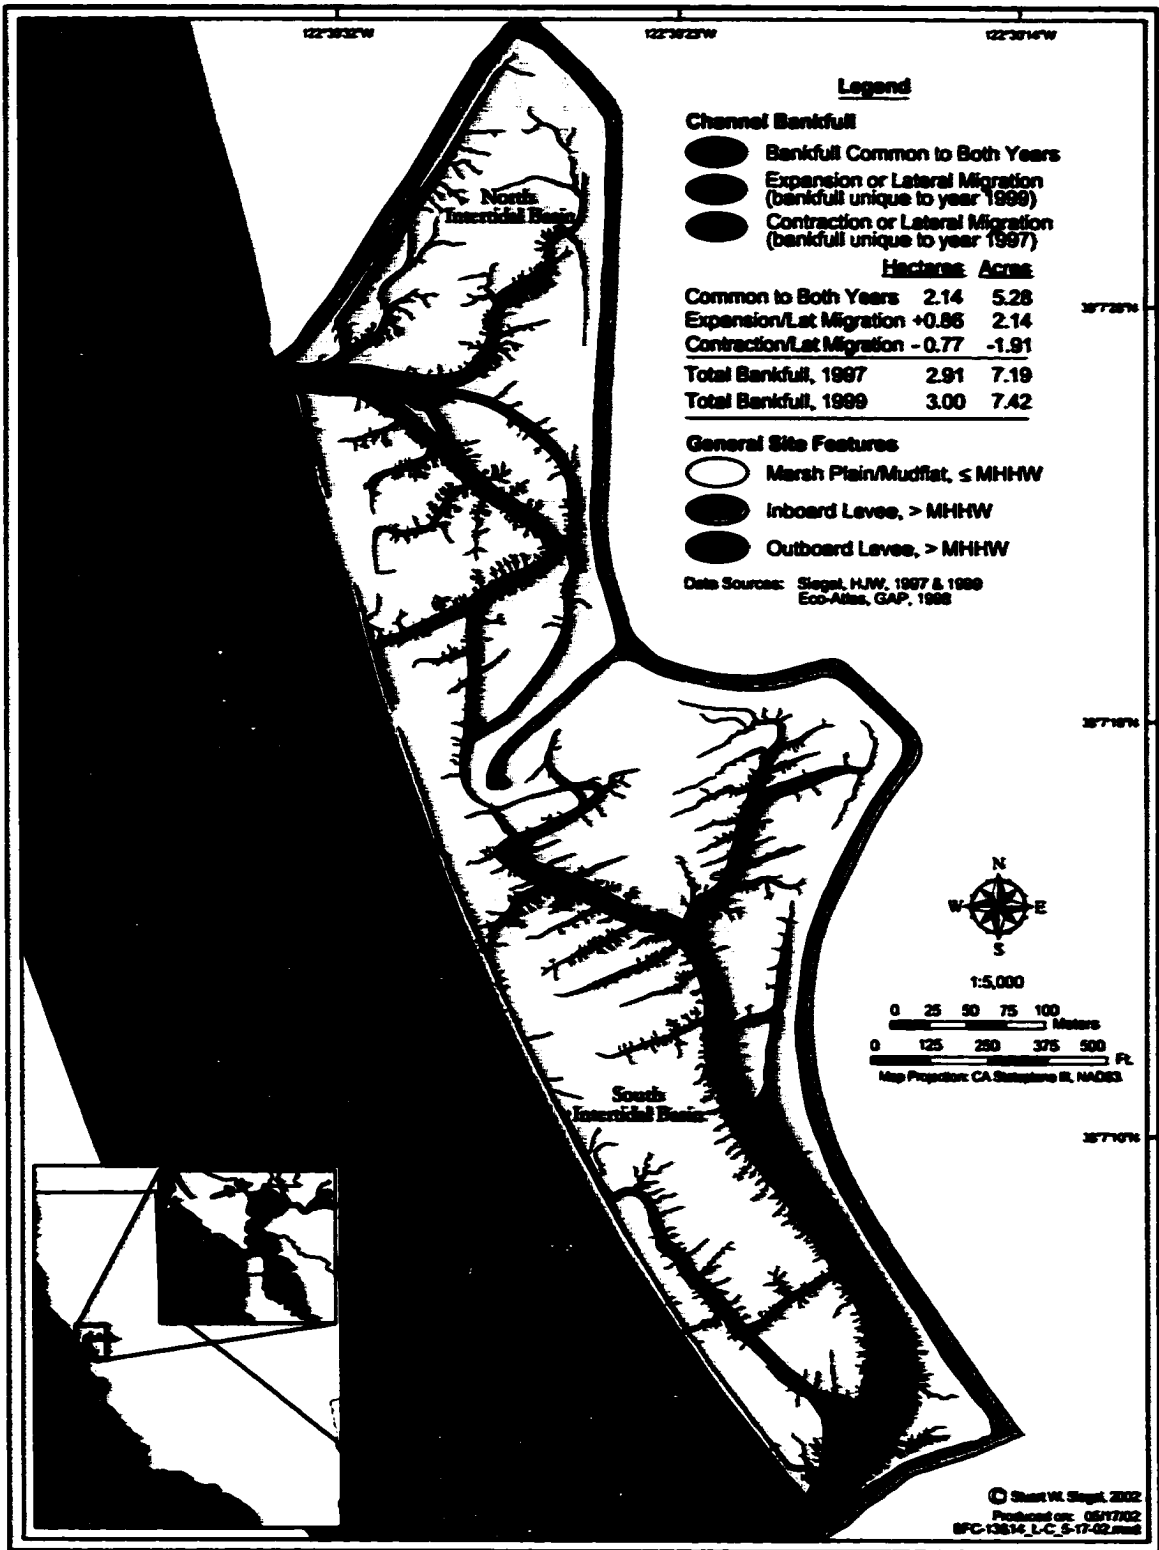 122°30'32"W
122°30'23"W
122°30'14"W
Legend
Channel Bankfull
Bankfull Common to Both Years
Expansion or Lateral Migration
(bankfull unique to year 1999)
Contraction or Lateral Migration
(bankfull unique to year 1997)
Hectares Acres
Common to Both Years 2.14 5.28
Expansion/Lat Migration +0.86 2.14
Contraction/Lat Migration - 0.77 -1.91
Total Bankfull, 1997 2.91 7.19
Total Bankfull, 1999 3.00 7.42
General Site Features
Marsh Plain/Mudflat, ≤ MHHW
Inboard Levee, > MHHW
Outboard Levee, > MHHW
Data Sources: Siegel, HJW, 1997 & 1999
Eco-Atlas, GAP, 1998
North
Intertidal Basin
38°7'19"N
N
W E
S
1:5,000
0 25 50 75 100
Meters
0 125 250 375 500
Ft.
Map Projection: CA Stateplane III, NAD83
South
Intertidal Basin
38°7'10"N
© Stuart W. Siegel, 2002
Produced on: 05/17/02